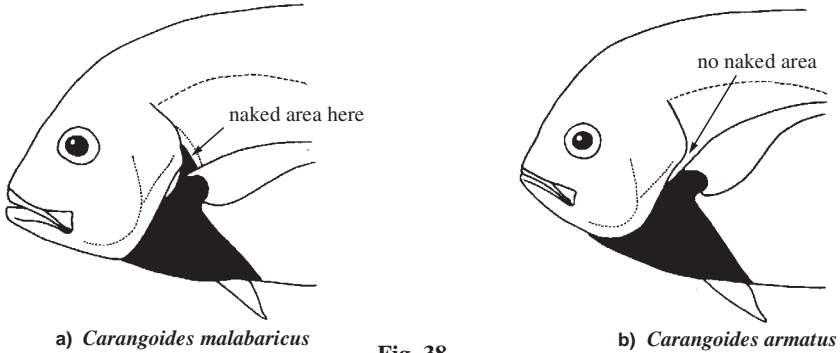 no naked area
naked area here
a) Carangoides malabaricus
Fig. 38
b) Carangoides armatus